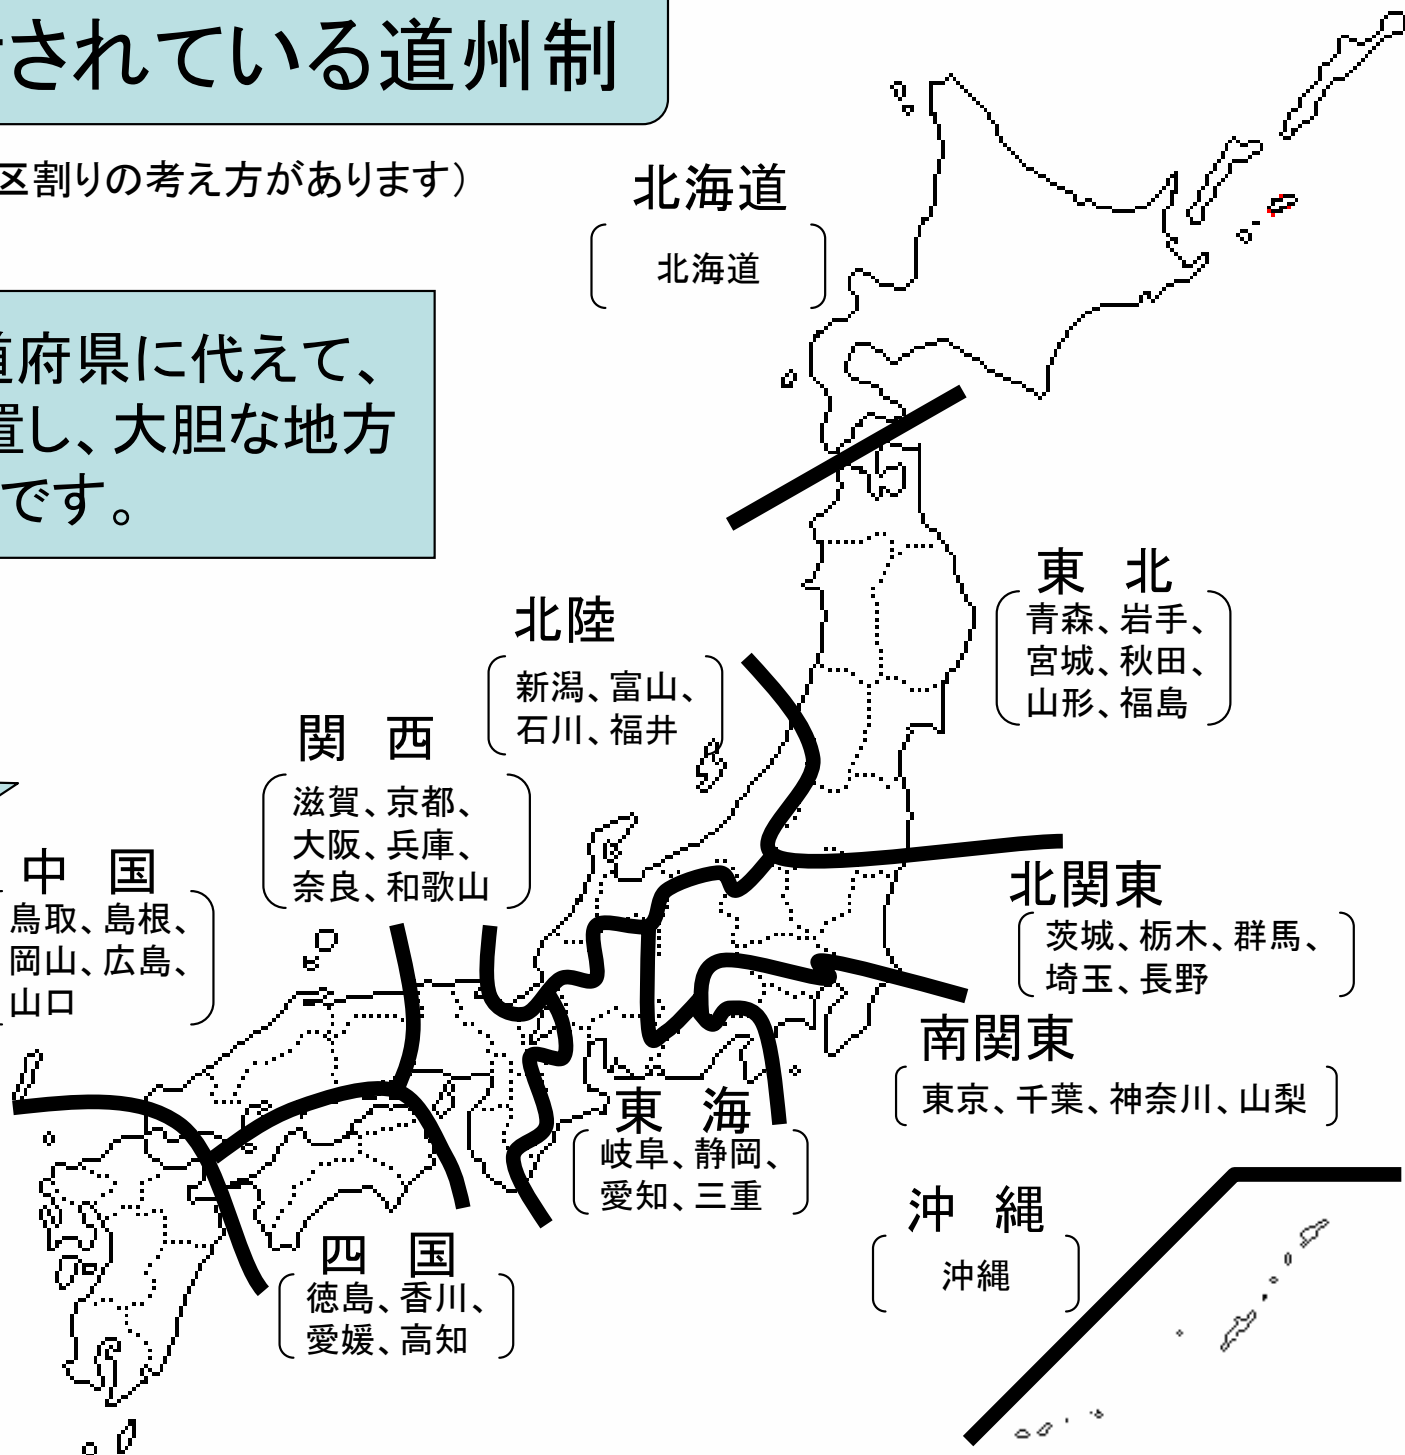 されている道州制
区割りの考え方があります）
道府県に代えて、
置し、大胆な地方
です。
北海道
北海道
東 北
青森、岩手、
宮城、秋田、
山形、福島
北陸
新潟、富山、
石川、福井
関 西
滋賀、京都、
大阪、兵庫、
奈良、和歌山
中 国
鳥取、島根、
岡山、広島、
山口
北関東
茨城、栃木、群馬、
埼玉、長野
南関東
東京、千葉、神奈川、山梨
東 海
岐阜、静岡、
愛知、三重
四 国
徳島、香川、
愛媛、高知
沖 縄
沖縄